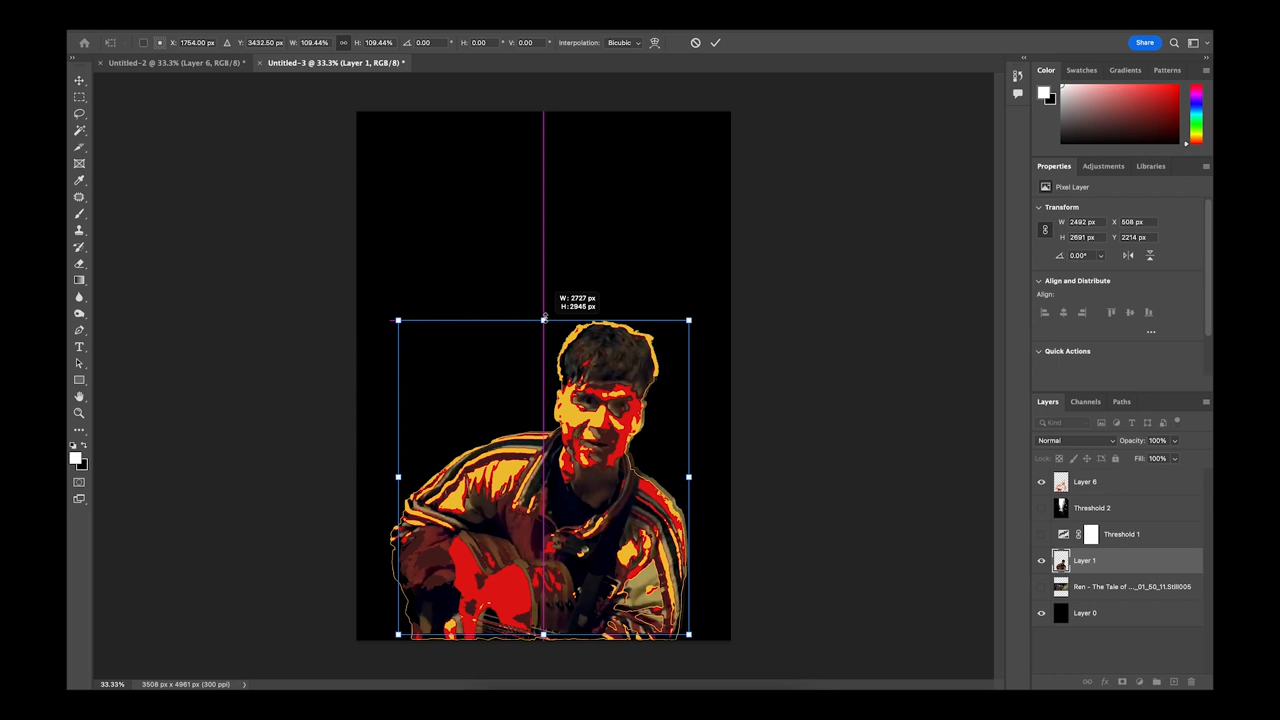 X: 1754.00 px Y: 3432.50 px W: 109.44% H: 109.44% 0.00 ° H: 0.00 ° V: 0.00 ° Interpolation: Bicubic Share
Untitled-2 @ 33.3% (Layer 6, RGB/8) * Untitled-3 @ 33.3% (Layer 1, RGB/8) *
Color Swatches Gradients Patterns
Properties Adjustments Libraries
Pixel Layer
Transform
W 2492 px X 508 px
H 2691 px Y 2214 px
0.00°
Align and Distribute
Align:
Quick Actions
W: 2727 px
H: 2945 px
Layers Channels Paths
Kind
Normal Opacity: 100%
Lock: Fill: 100%
Layer 6
Threshold 2
Threshold 1
Layer 1
Ren - The Tale of ..._01_50_11.Still005
Layer 0
33.33% 3508 px x 4961 px (300 ppi)